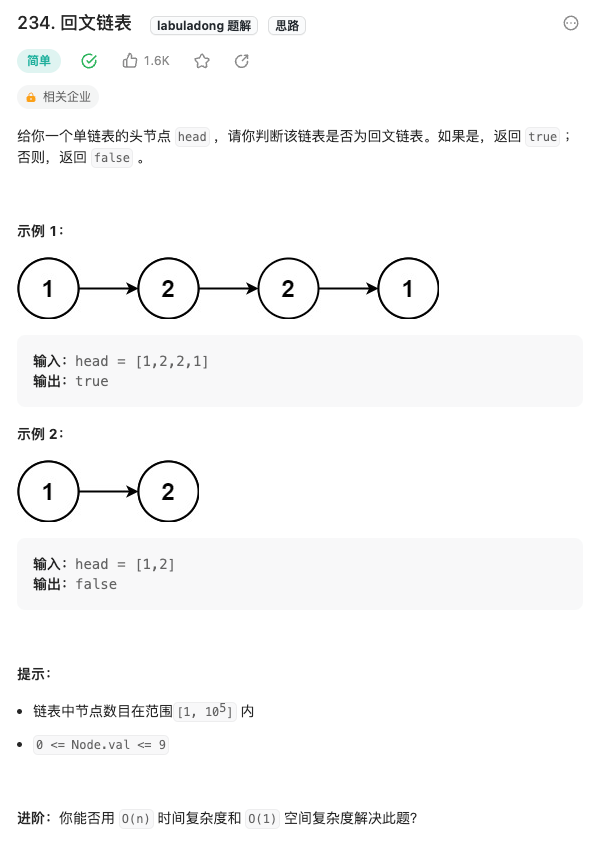 234. 回文链表 labuladong 题解 思路
简单 1.6K
相关企业
给你一个单链表的头节点 head ，请你判断该链表是否为回文链表。如果是，返回 true ；
否则，返回 false 。
示例 1：
1 2 2 1
输入：head = [1,2,2,1]
输出：true
示例 2：
1 2
输入：head = [1,2]
输出：false
提示：
• 链表中节点数目在范围[1, 10⁵] 内
• 0 <= Node.val <= 9
进阶：你能否用 O(n) 时间复杂度和 O(1) 空间复杂度解决此题？